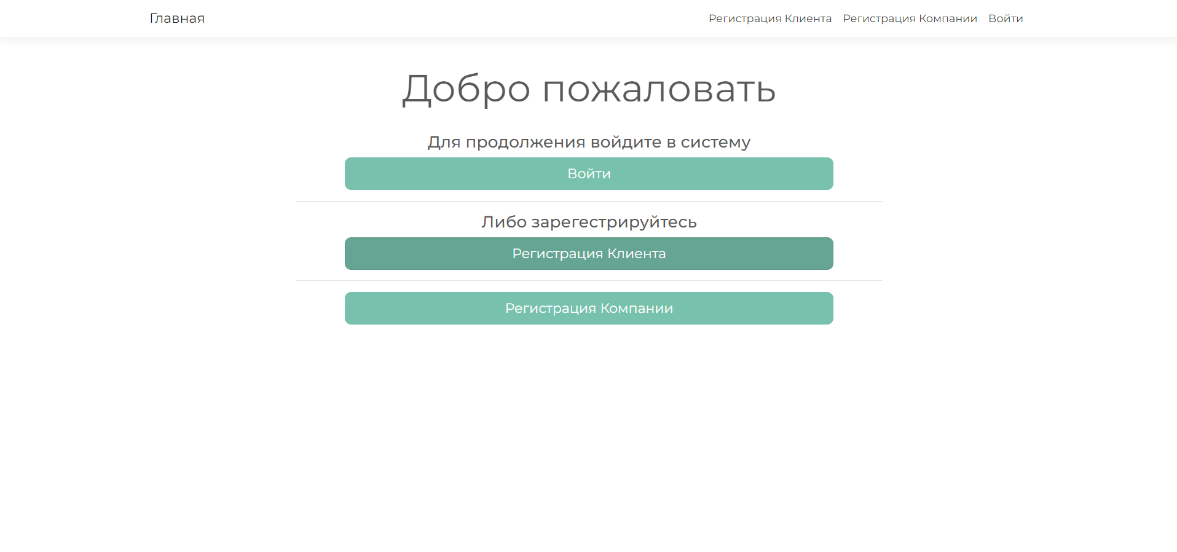 Главная
Регистрация Клиента Регистрация Компании Войти
Добро пожаловать
Для продолжения войдите в систему
Войти
Либо зарегестрируйтесь
Регистрация Клиента
Регистрация Компании